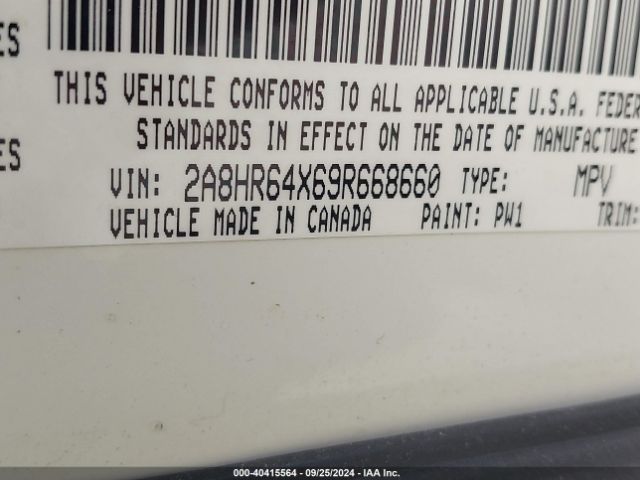 ES
THIS VEHICLE CONFORMS TO ALL APPLICABLE U.S.A. FEDER
STANDARDS IN EFFECT ON THE DATE OF MANUFACTURE
ES
VIN: 2A8HR64X69R668660 TYPE: MPV
VEHICLE MADE IN CANADA PAINT: PW1 TRIM:
000-40415564 - 09/25/2024 - IAA Inc.